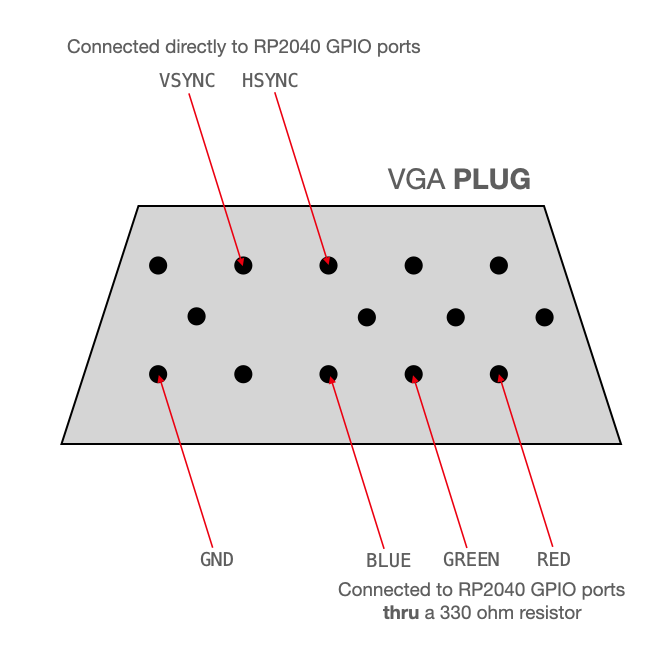 Connected directly to RP2040 GPIO ports
VSYNC HSYNC
VGA PLUG
GND BLUE GREEN RED
Connected to RP2040 GPIO ports
thru a 330 ohm resistor